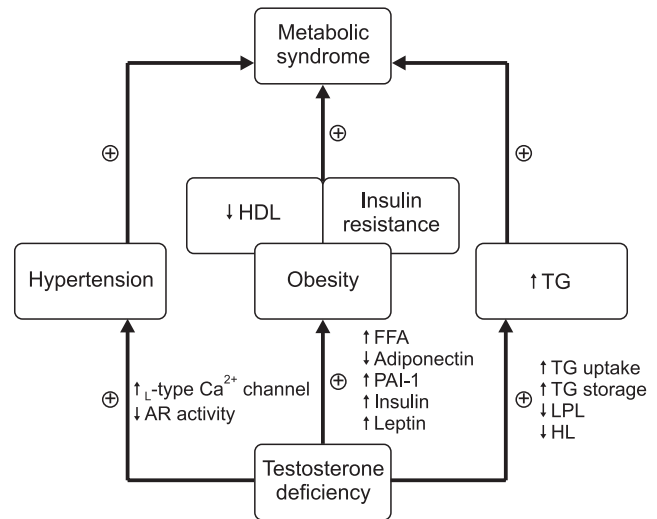 Metabolic
syndrome
⊕
⊕
⊕
↓ HDL
Insulin
resistance
Hypertension
Obesity
↑ TG
↑ FFA
↓ Adiponectin
↑ PAI-1
↑ Insulin
↑ Leptin
⊕
↑ L-type Ca²⁺ channel
↓ AR activity
⊕
⊕
↑ TG uptake
↑ TG storage
↓ LPL
↓ HL
Testosterone
deficiency